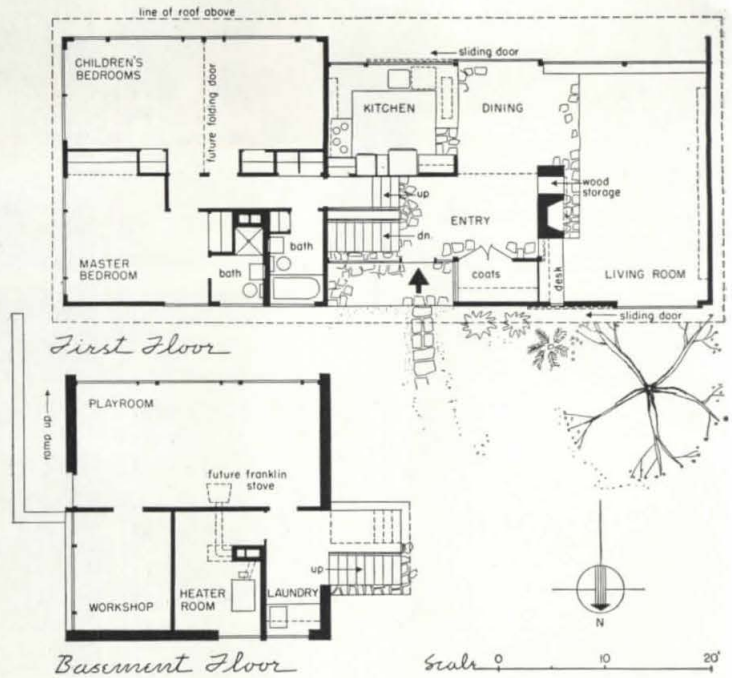 line of roof above
sliding door
CHILDREN'S
BEDROOMS
future folding door
KITCHEN
DINING
up
wood
storage
ENTRY
dn.
MASTER
BEDROOM
bath
bath
coats
desk
LIVING ROOM
sliding door
First Floor
ramp up
PLAYROOM
future franklin
stove
up
WORKSHOP
HEATER
ROOM
LAUNDRY
N
Basement Floor
Scale 0 10 20'